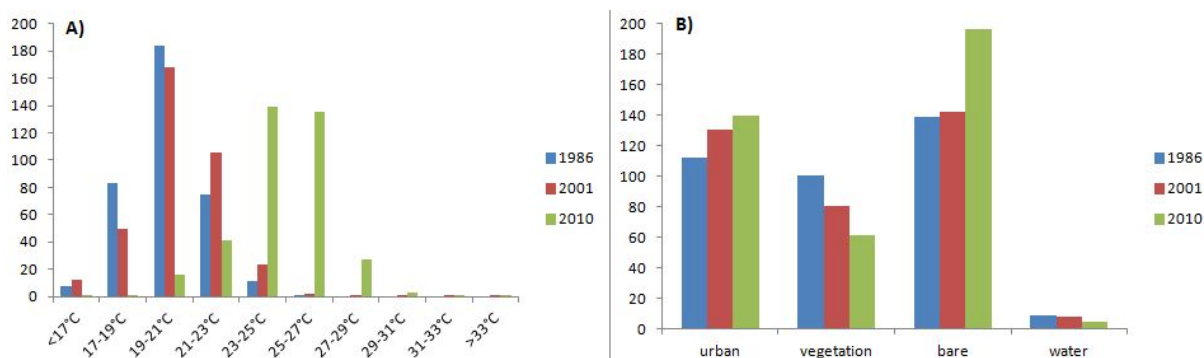 A)
200
180
160
140
120
100
80
60
40
20
0
<17°C
17-19°C
19-21°C
21-23°C
23-25°C
25-27°C
27-29°C
29-31°C
31-33°C
>33°C
1986
2001
2010
B)
200
180
160
140
120
100
80
60
40
20
0
urban
vegetation
bare
water
1986
2001
2010